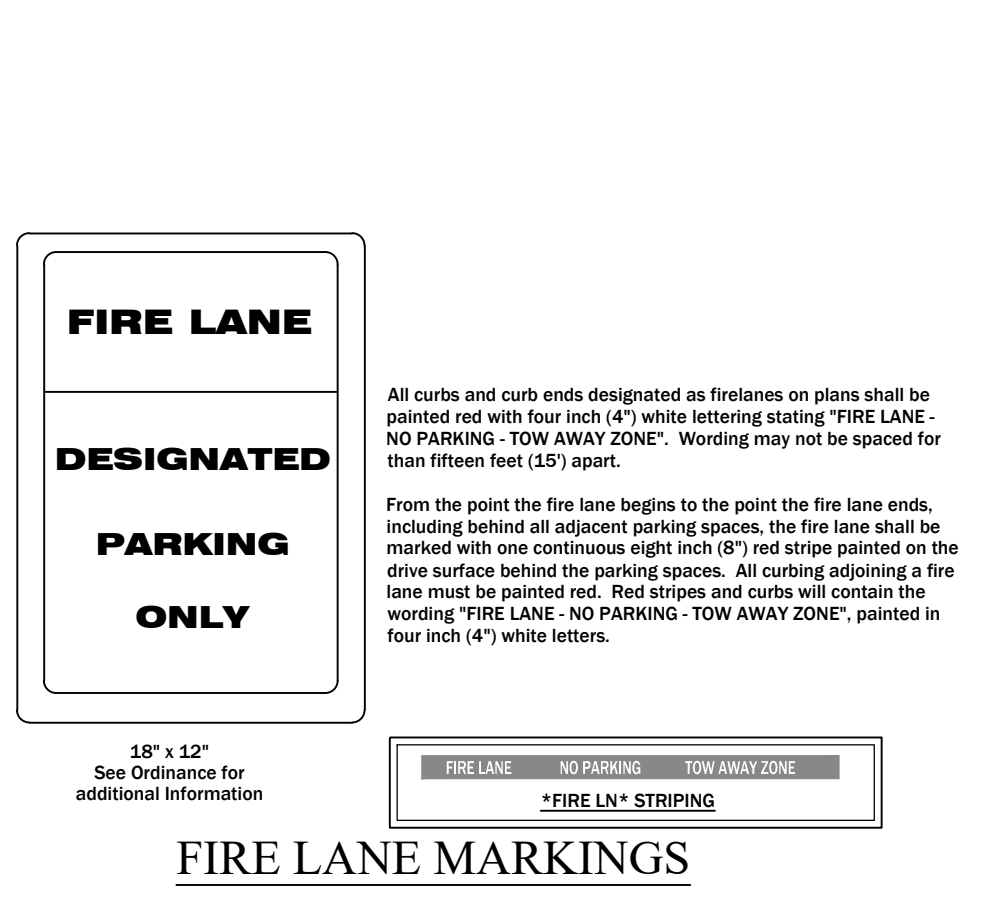 FIRE LANE
DESIGNATED
PARKING
ONLY
18" x 12"
See Ordinance for
additional Information
All curbs and curb ends designated as firelanes on plans shall be
painted red with four inch (4") white lettering stating "FIRE LANE -
NO PARKING - TOW AWAY ZONE".  Wording may not be spaced for
than fifteen feet (15') apart.
From the point the fire lane begins to the point the fire lane ends,
including behind all adjacent parking spaces, the fire lane shall be
marked with one continuous eight inch (8") red stripe painted on the
drive surface behind the parking spaces.  All curbing adjoining a fire
lane must be painted red.  Red stripes and curbs will contain the
wording "FIRE LANE - NO PARKING - TOW AWAY ZONE", painted in
four inch (4") white letters.
FIRE LANE NO PARKING TOW AWAY ZONE
*FIRE LN* STRIPING
FIRE LANE MARKINGS